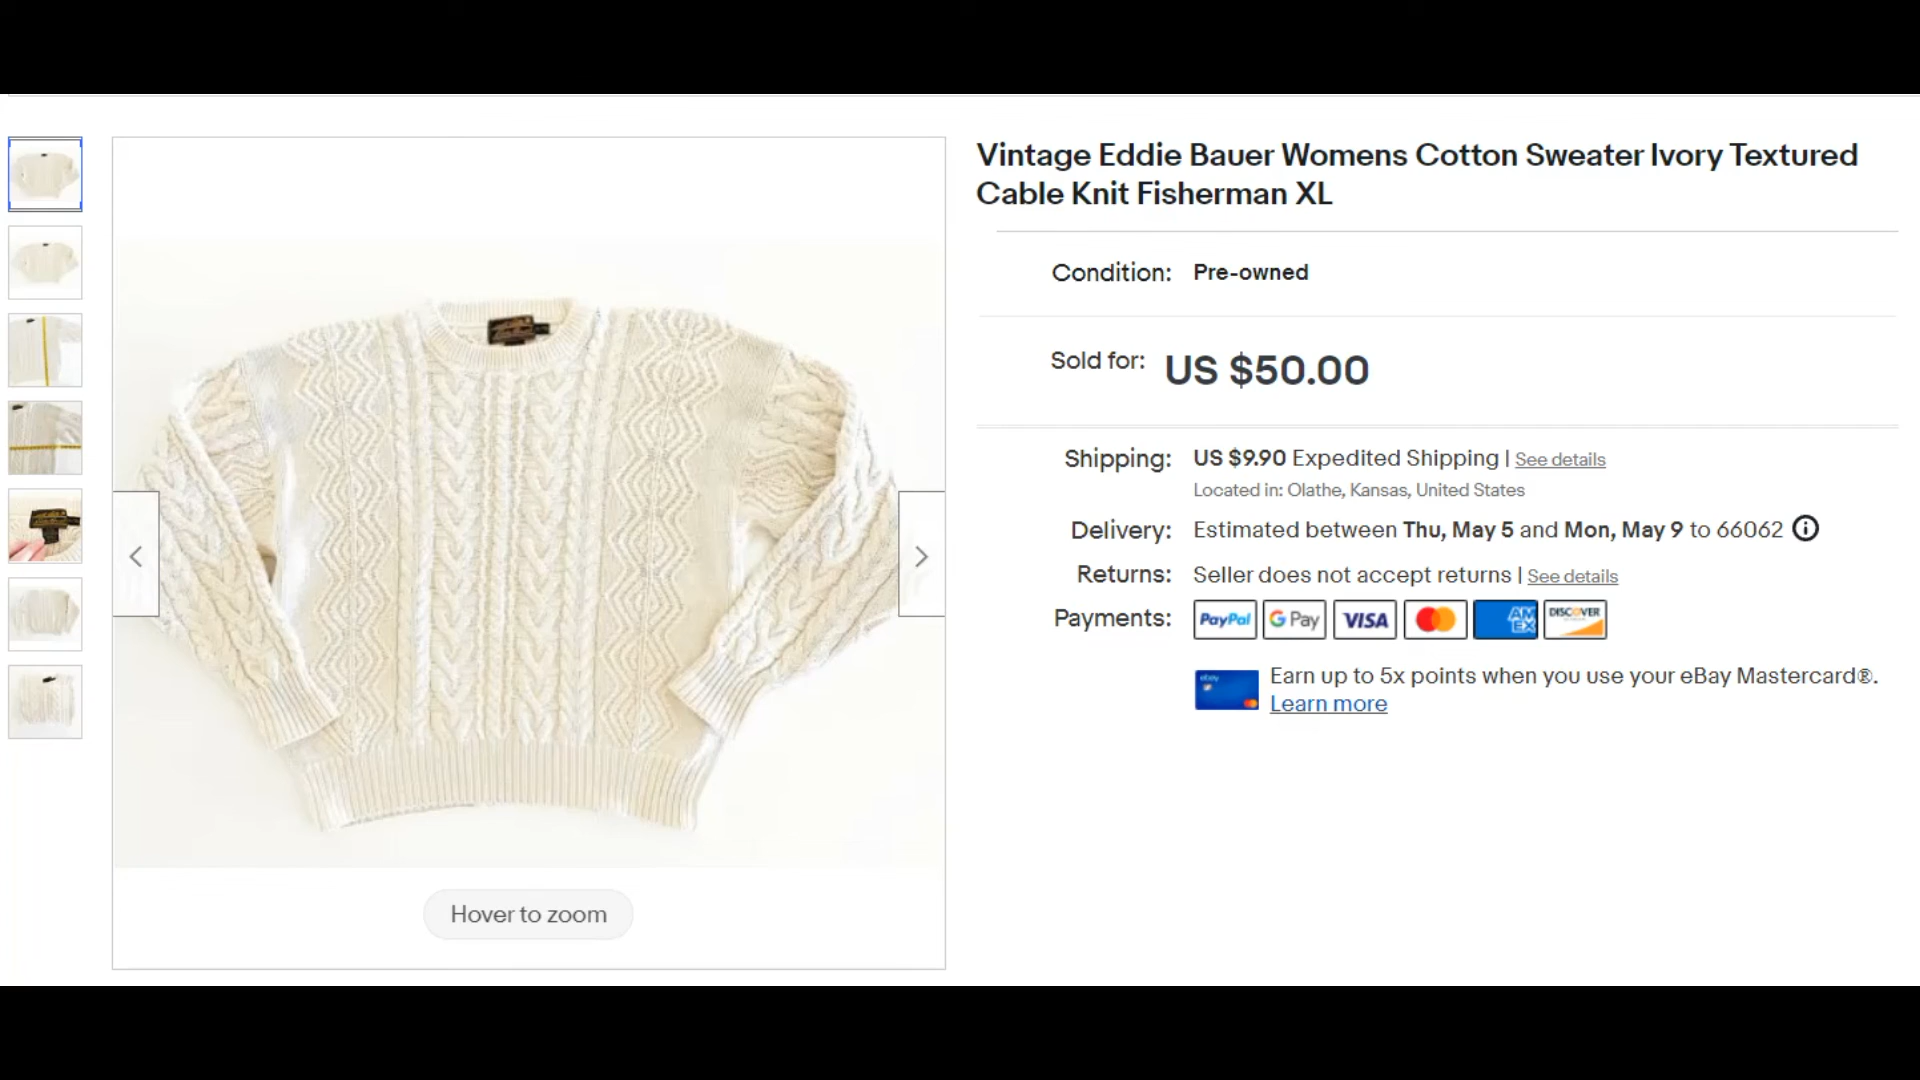 Vintage Eddie Bauer Womens Cotton Sweater Ivory Textured
Cable Knit Fisherman XL
Condition: Pre-owned
Sold for: US $50.00
Shipping: US $9.90 Expedited Shipping | See details
Located in: Olathe, Kansas, United States
Delivery: Estimated between Thu, May 5 and Mon, May 9 to 66062
Returns: Seller does not accept returns | See details
Payments: PayPal G Pay VISA AM EX DISCOVER
ebay
Earn up to 5x points when you use your eBay Mastercard®.
Learn more
Hover to zoom